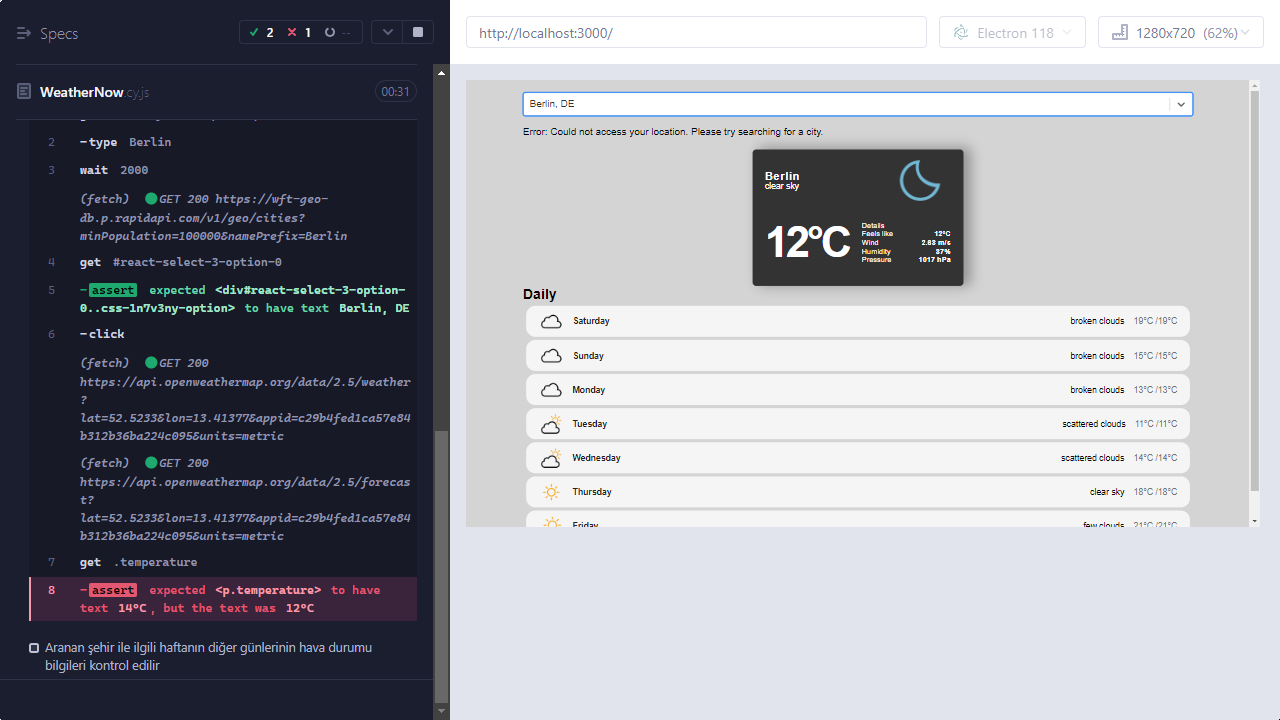 Specs
2
1
--
WeatherNow cy.js
00:31
2 -type Berlin
3 wait 2000
(fetch) GET 200 https://wft-geo-
db.p.rapidapi.com/v1/geo/cities?
minPopulation=100000&namePrefix=Berlin
4 get #react-select-3-option-0
5 -assert expected <div#react-select-3-option-
0..css-1n7v3ny-option> to have text Berlin, DE
6 -click
(fetch) GET 200
https://api.openweathermap.org/data/2.5/weather
?
lat=52.5233&lon=13.41377&appid=c29b4fed1ca57e84
b312b36ba224c095&units=metric
(fetch) GET 200
https://api.openweathermap.org/data/2.5/forecas
t?
lat=52.5233&lon=13.41377&appid=c29b4fed1ca57e84
b312b36ba224c095&units=metric
7 get .temperature
8 -assert expected <p.temperature> to have
text 14°C, but the text was 12°C
Aranan şehir ile ilgili haftanın diğer günlerinin hava durumu
bilgileri kontrol edilir
http://localhost:3000/
Electron 118
1280x720 (62%)
Berlin, DE
Error: Could not access your location. Please try searching for a city.
Berlin
clear sky
12°C
Details
Feels like 12°C
Wind 2.68 m/s
Humidity 37%
Pressure 1017 hPa
Daily
Saturday broken clouds 19°C /19°C
Sunday broken clouds 15°C /15°C
Monday broken clouds 13°C /13°C
Tuesday scattered clouds 11°C /11°C
Wednesday scattered clouds 14°C /14°C
Thursday clear sky 18°C /18°C
Friday few clouds 21°C /21°C